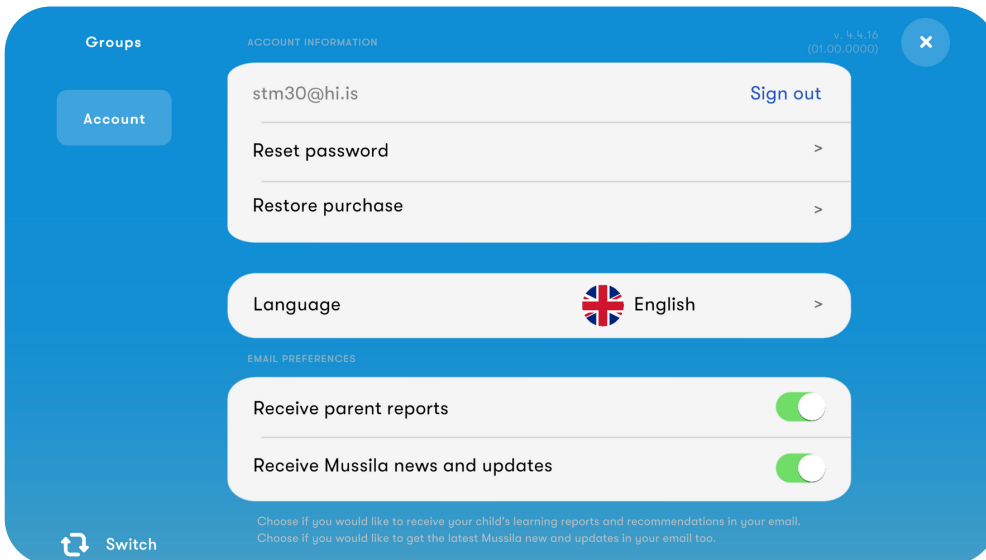 Groups
ACCOUNT INFORMATION
v. 4.4.16
(01.00.0000)
×
Account
stm30@hi.is
Sign out
Reset password
>
Restore purchase
>
Language
English
>
EMAIL PREFERENCES
Receive parent reports
Receive Mussila news and updates
Choose if you would like to receive your child's learning reports and recommendations in your email.
Choose if you would like to get the latest Mussila new and updates in your email too.
Switch